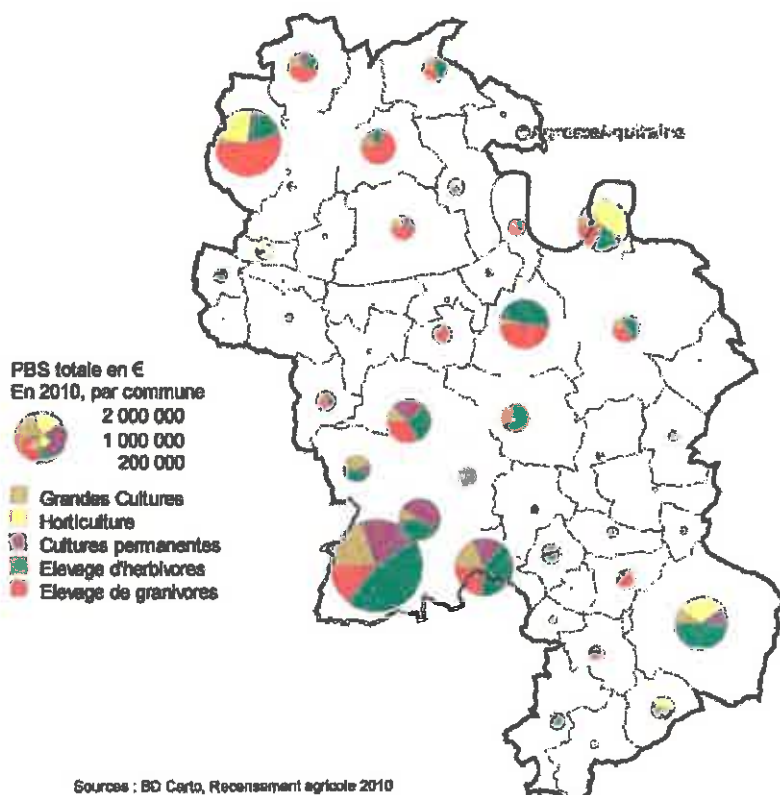 PBS totale en €
En 2010, par commune
2 000 000
1 000 000
200 000
Grandes Cultures
Horticulture
Cultures permanentes
Elevage d'herbivores
Elevage de granivores
Sources : BD Carto, Recensement agricole 2010